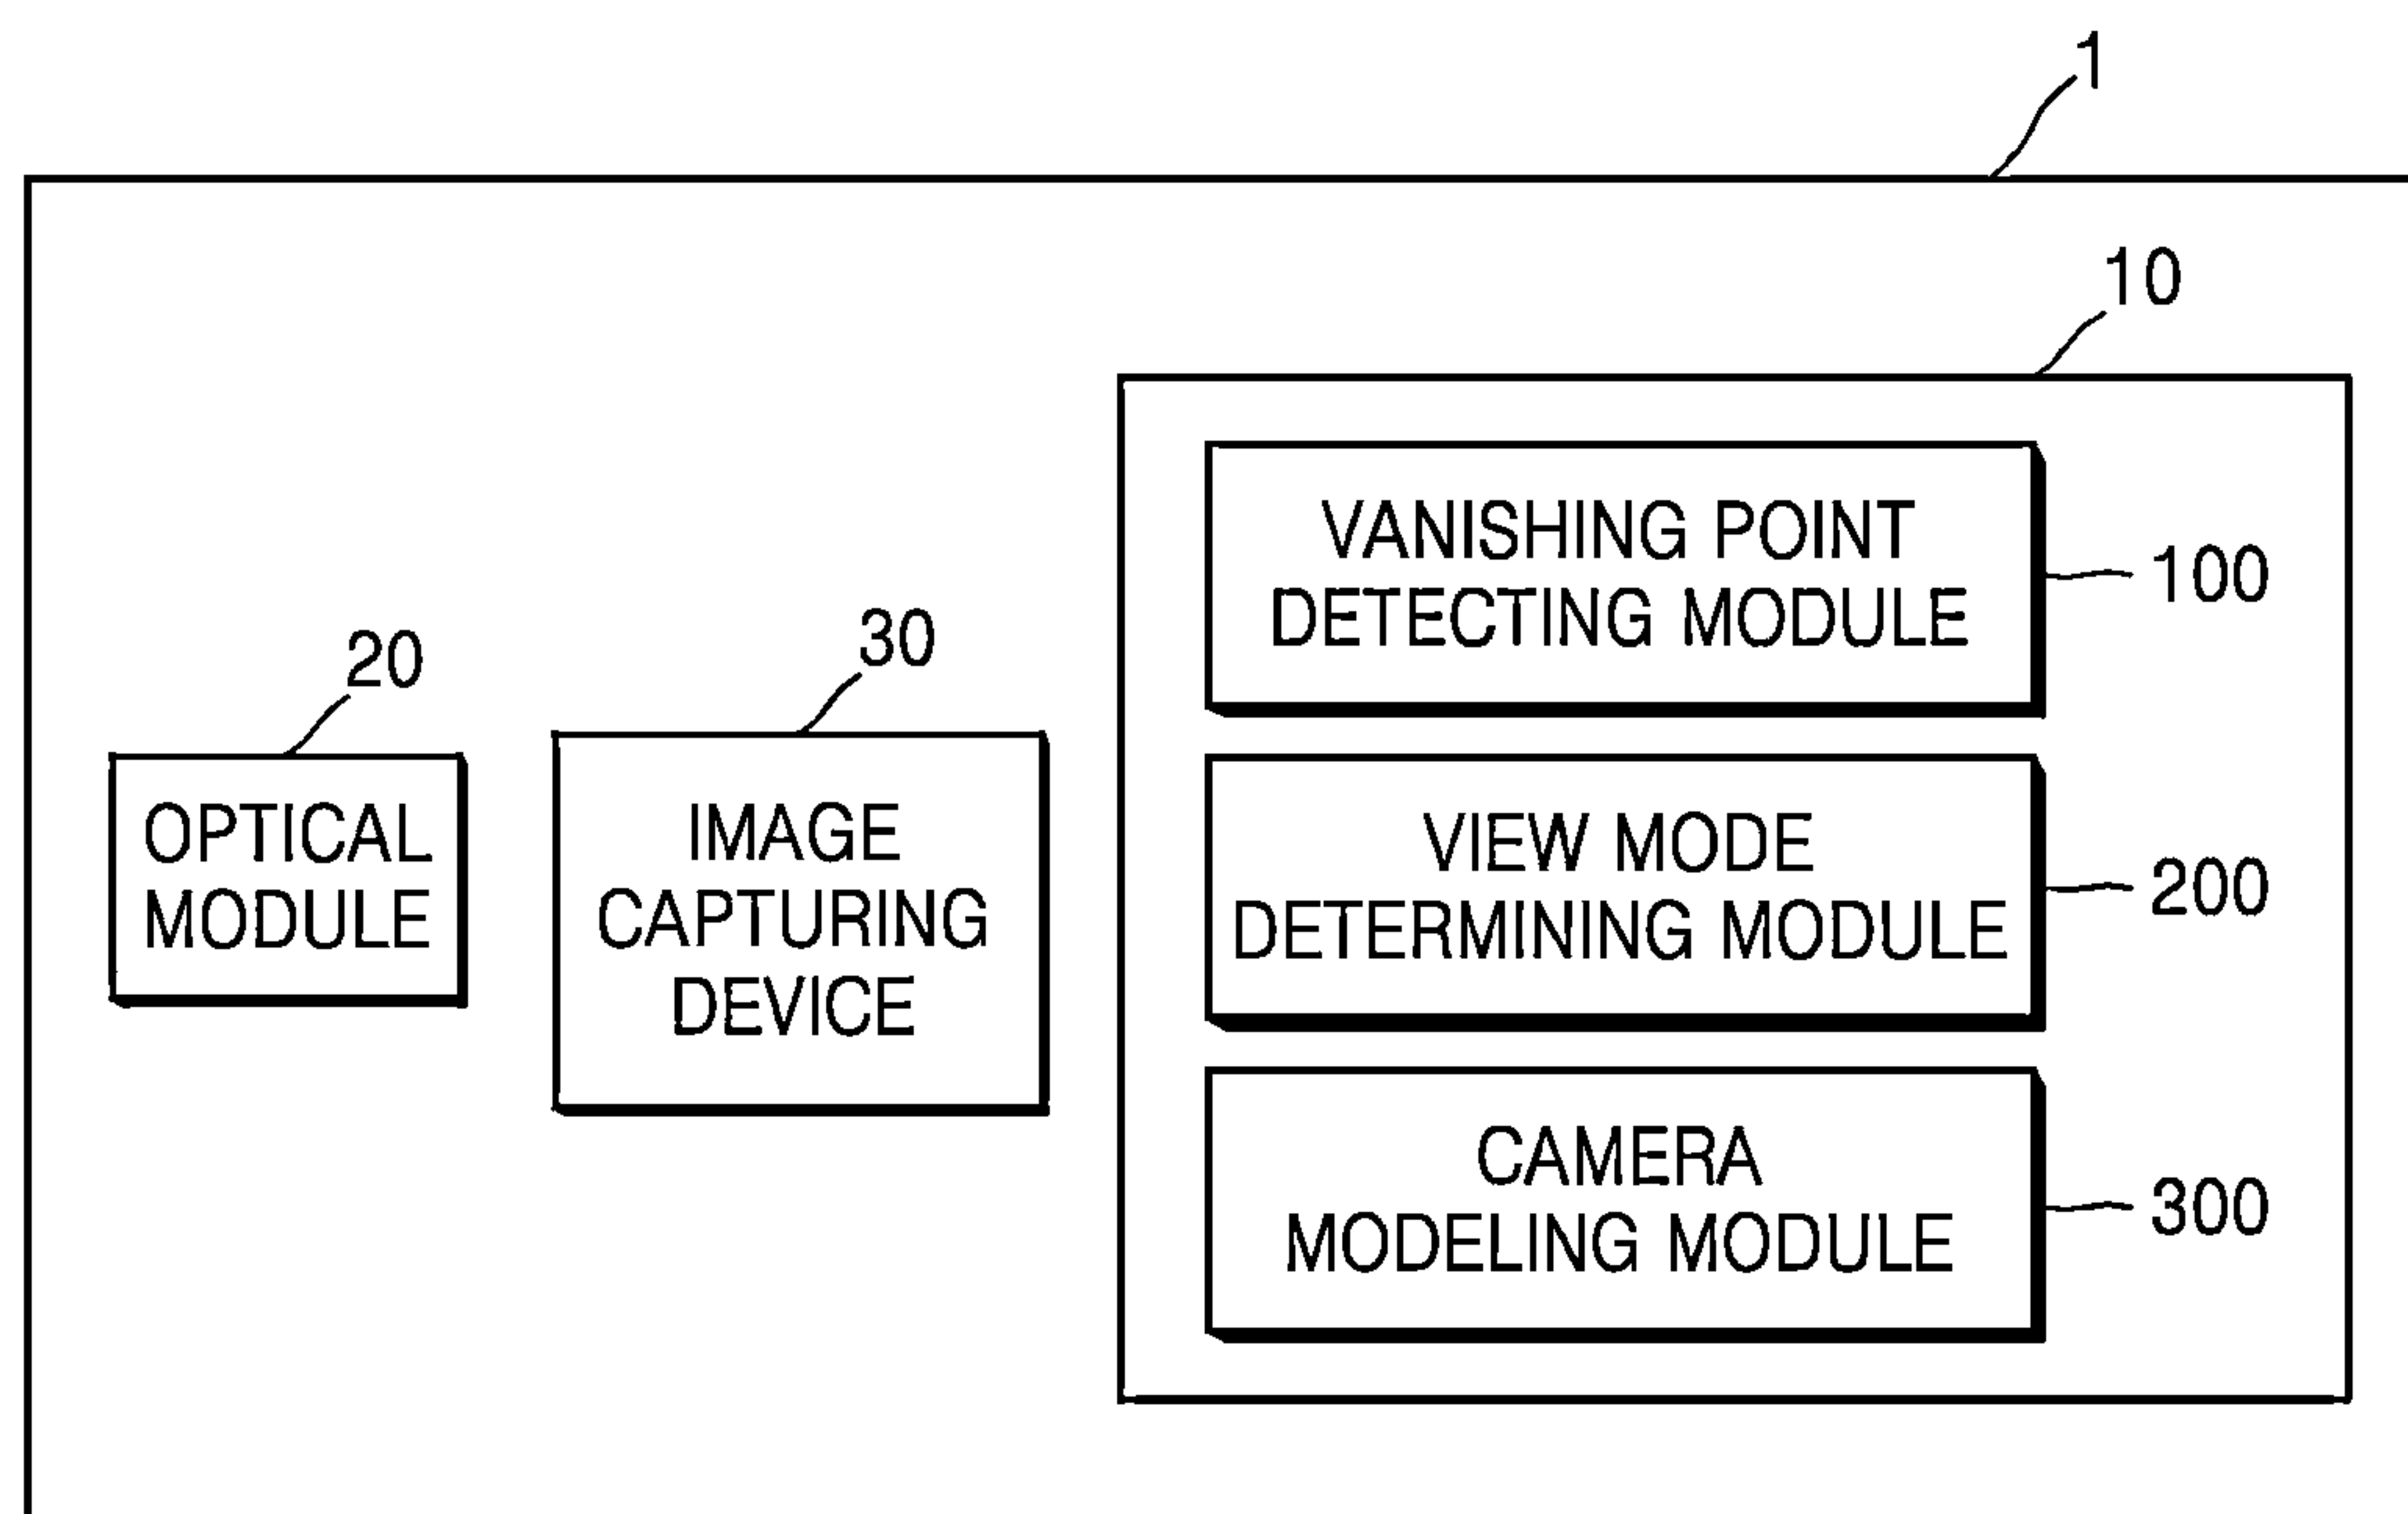 1
10
20
OPTICAL
MODULE
30
IMAGE
CAPTURING
DEVICE
VANISHING POINT
DETECTING MODULE
100
VIEW MODE
DETERMINING MODULE
200
CAMERA
MODELING MODULE
300